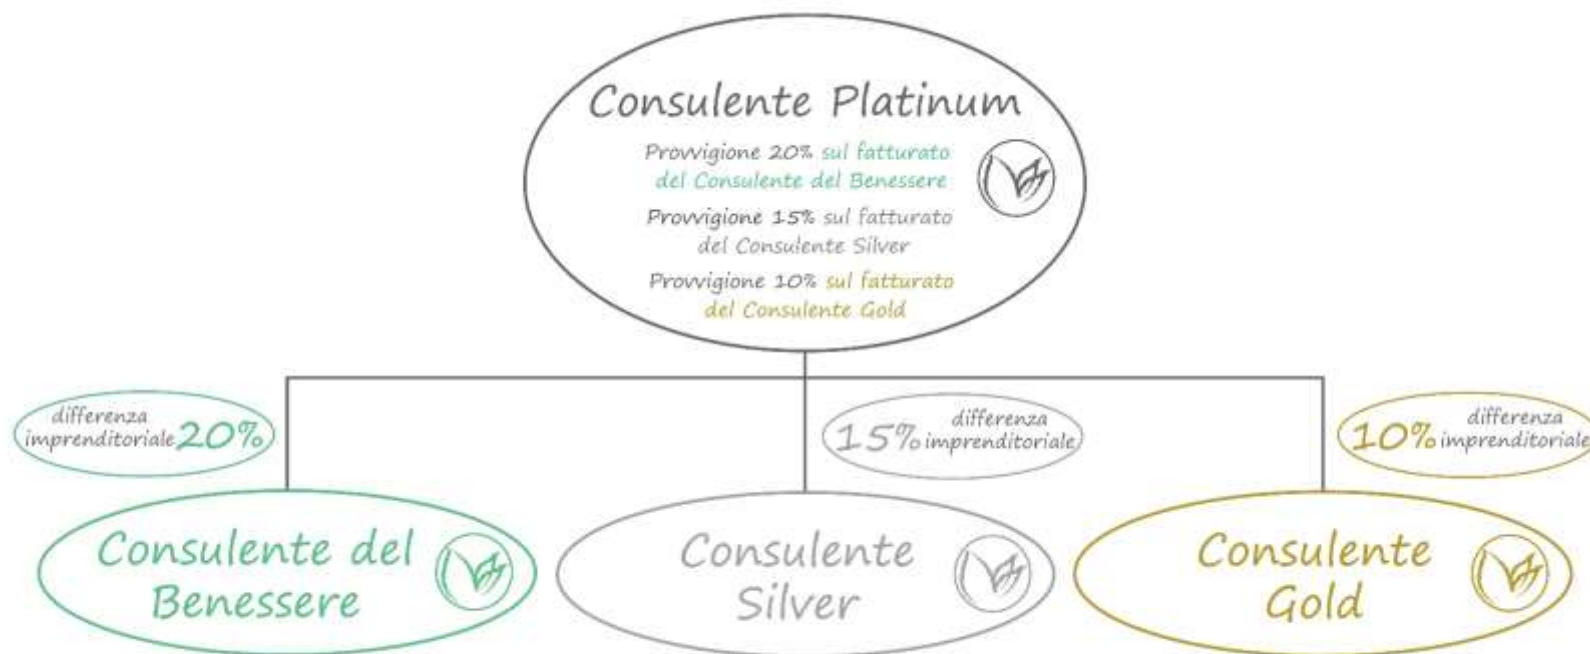 Consulente Platinum
Provvigione 20% sul fatturato
del Consulente del Benessere
Provvigione 15% sul fatturato
del Consulente Silver
Provvigione 10% sul fatturato
del Consulente Gold
differenza
imprenditoriale 20%
differenza
15% imprenditoriale
differenza
10% imprenditoriale
Consulente del
Benessere
Consulente
Silver
Consulente
Gold